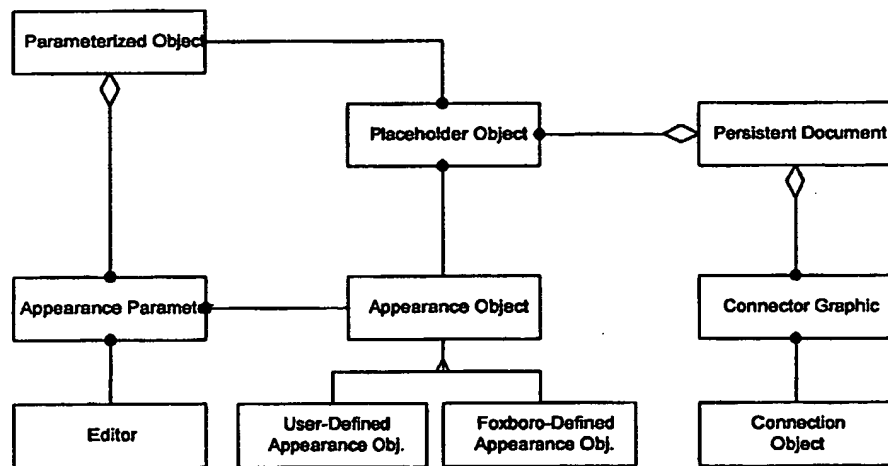 Parameterized Object
Placeholder Object
Persistent Document
Appearance Paramet
Appearance Object
Connector Graphic
Editor
User-Defined
Appearance Obj.
Foxboro-Defined
Appearance Obj.
Connection
Object